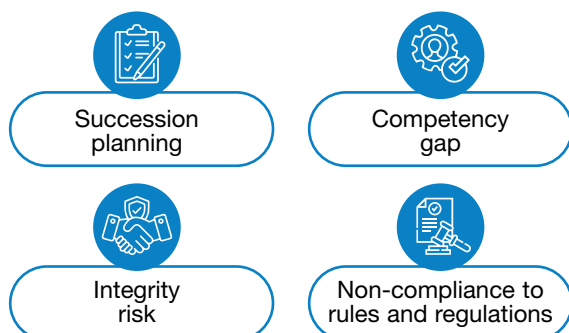 Succession
planning
Competency
gap
Integrity
risk
Non-compliance to
rules and regulations